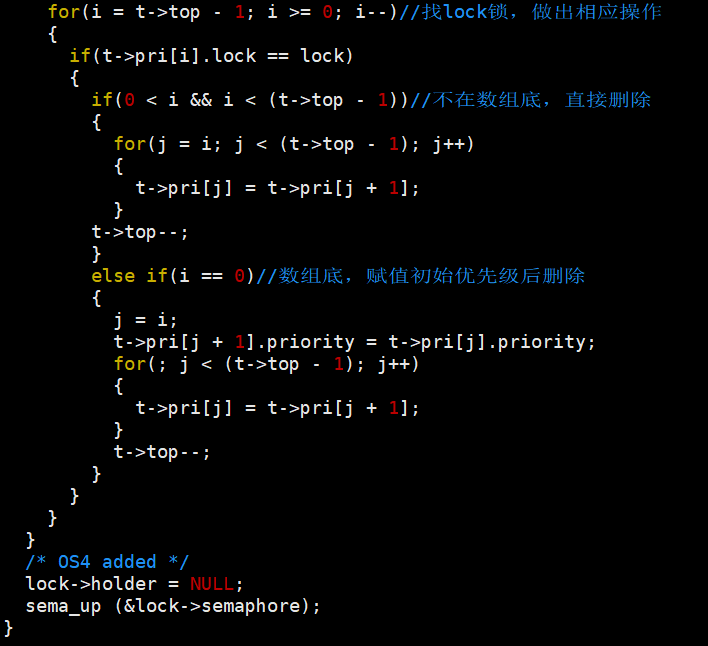 for(i = t->top - 1; i >= 0; i--)//找lock锁，做出相应操作
{
if(t->pri[i].lock == lock)
{
if(0 < i && i < (t->top - 1))//不在数组底，直接删除
{
for(j = i; j < (t->top - 1); j++)
{
t->pri[j] = t->pri[j + 1];
}
t->top--;
}
else if(i == 0)//数组底，赋值初始优先级后删除
{
j = i;
t->pri[j + 1].priority = t->pri[j].priority;
for(; j < (t->top - 1); j++)
{
t->pri[j] = t->pri[j + 1];
}
t->top--;
}
}
}
}
/* OS4 added */
lock->holder = NULL;
sema_up (&lock->semaphore);
}